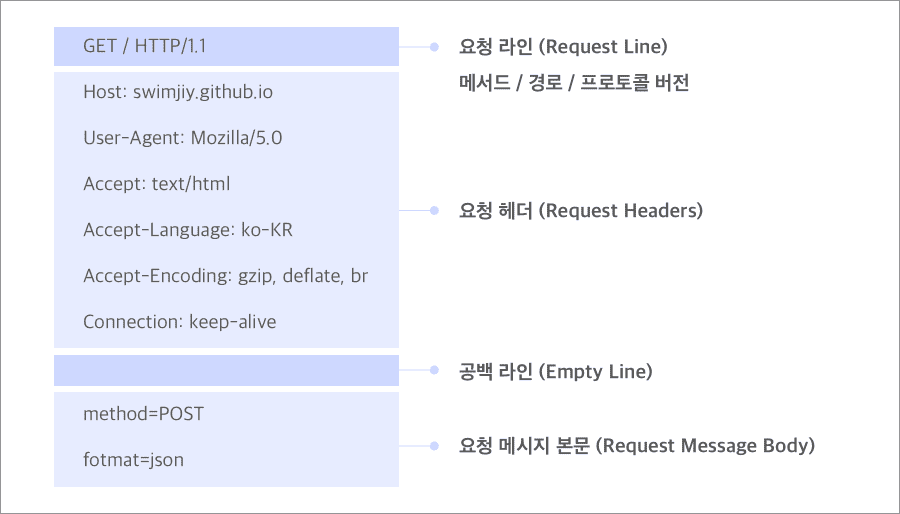 GET / HTTP/1.1
요청 라인 (Request Line)
메서드 / 경로 / 프로토콜 버전
Host: swimjiy.github.io
User-Agent: Mozilla/5.0
Accept: text/html
Accept-Language: ko-KR
Accept-Encoding: gzip, deflate, br
Connection: keep-alive
요청 헤더 (Request Headers)
공백 라인 (Empty Line)
method=POST
fotmat=json
요청 메시지 본문 (Request Message Body)